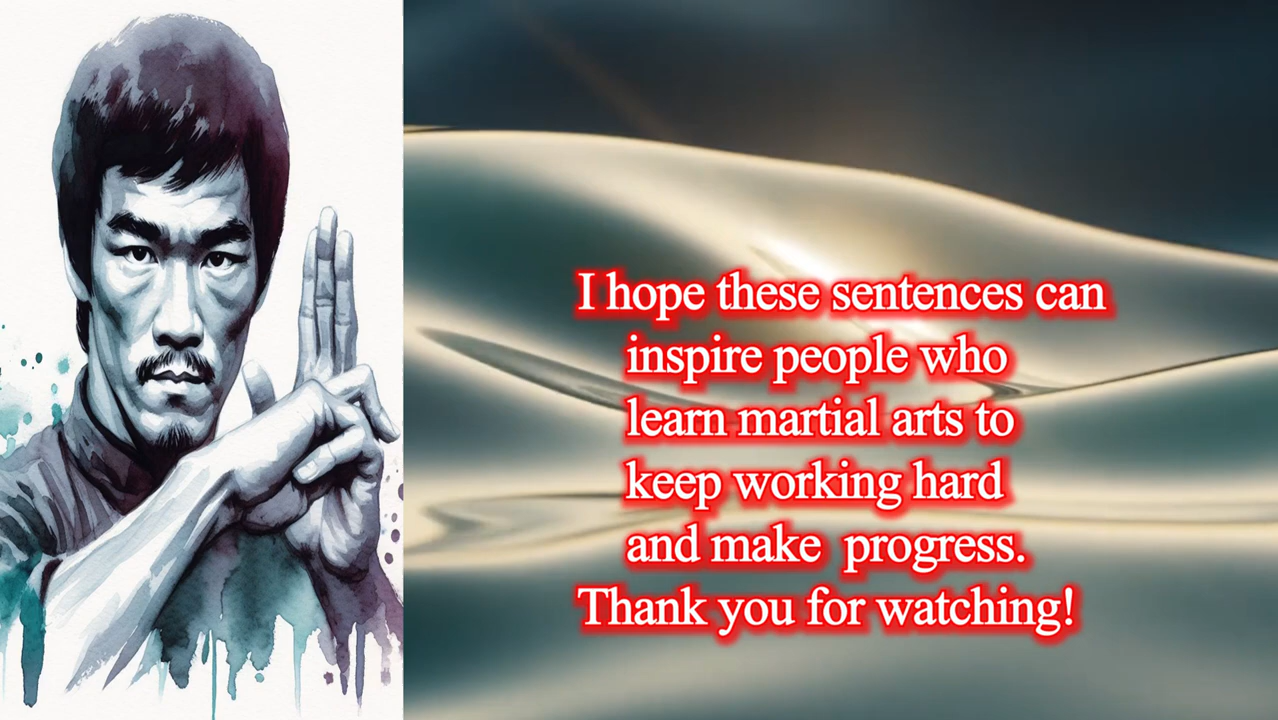 I hope these sentences can
inspire people who
learn martial arts to
keep working hard
and make  progress.
Thank you for watching!